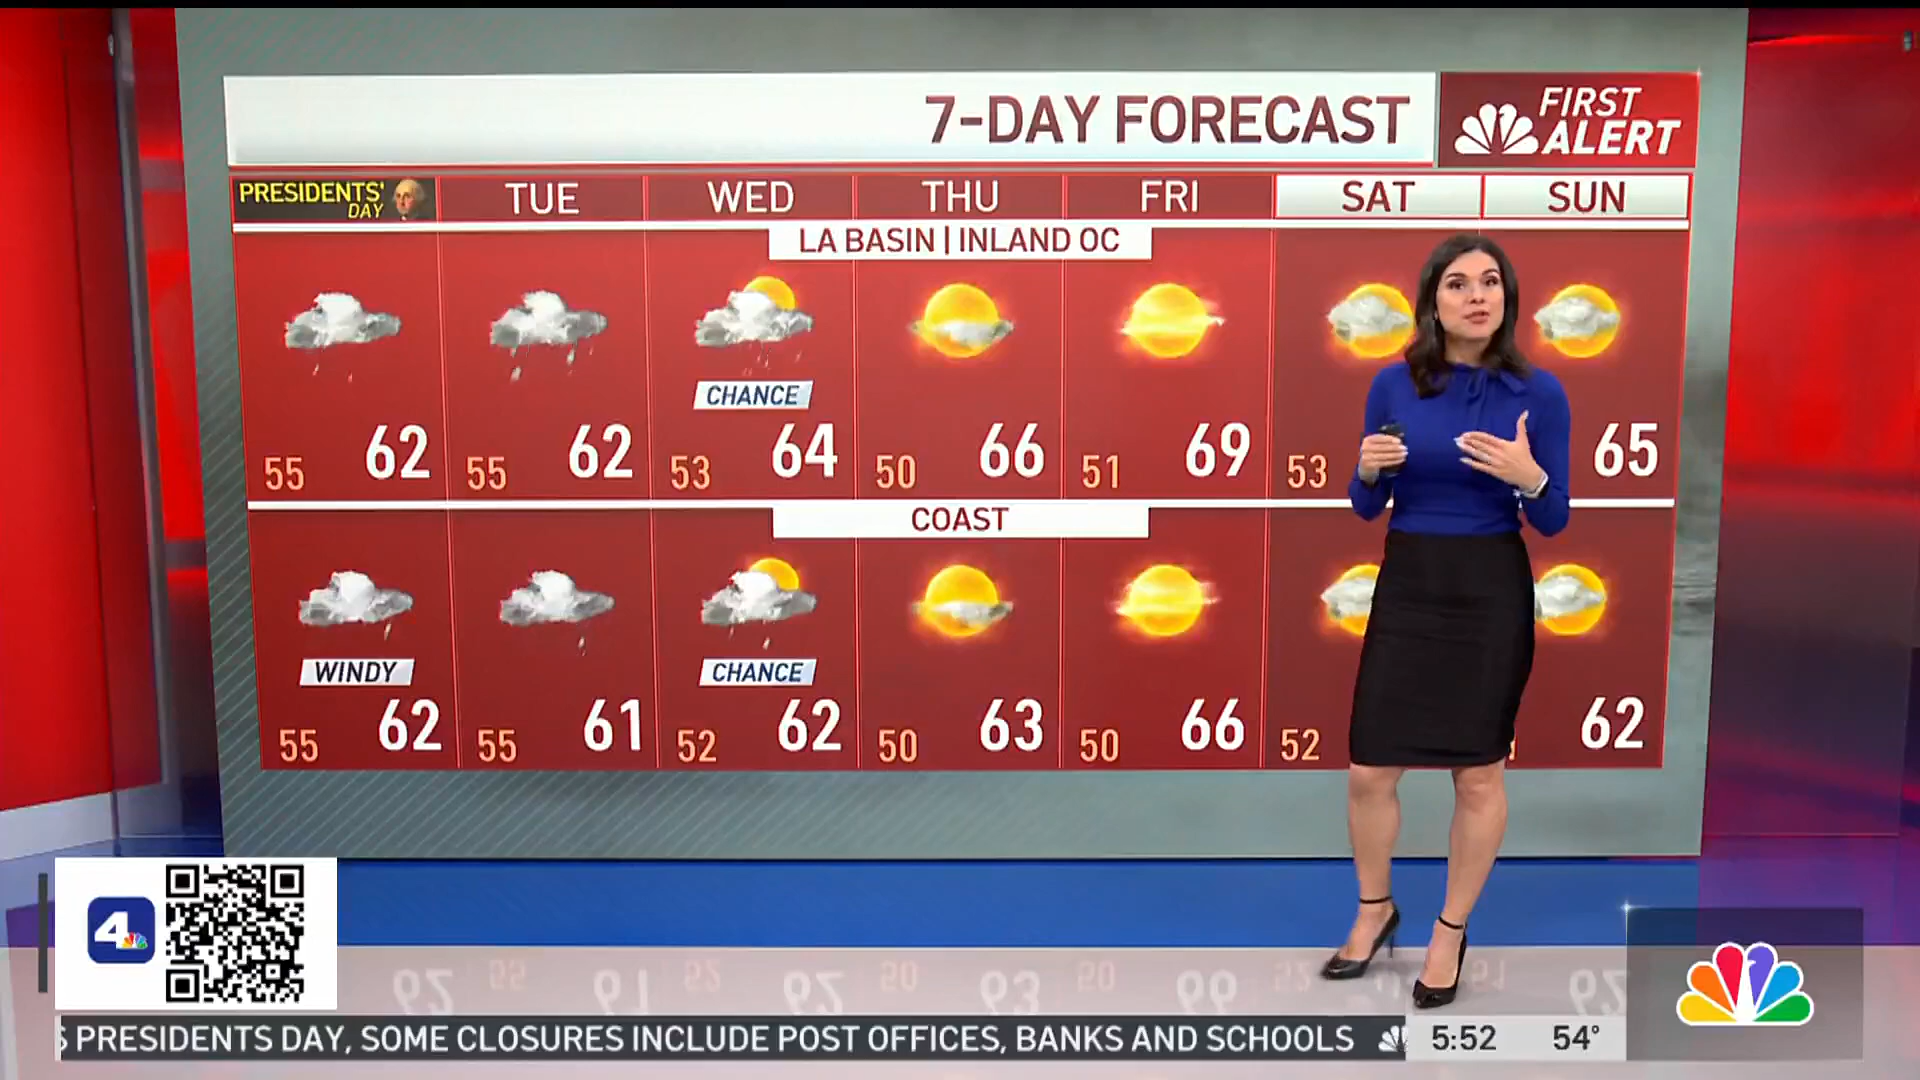 7-DAY FORECAST
FIRST
ALERT
PRESIDENTS'
DAY
TUE
WED
THU
FRI
SAT
SUN
LA BASIN | INLAND OC
CHANCE
55 62
55 62
53 64
50 66
51 69
53
65
COAST
WINDY
CHANCE
55 62
55 61
52 62
50 63
50 66
52
62
4
S PRESIDENTS DAY, SOME CLOSURES INCLUDE POST OFFICES, BANKS AND SCHOOLS
5:52 54°